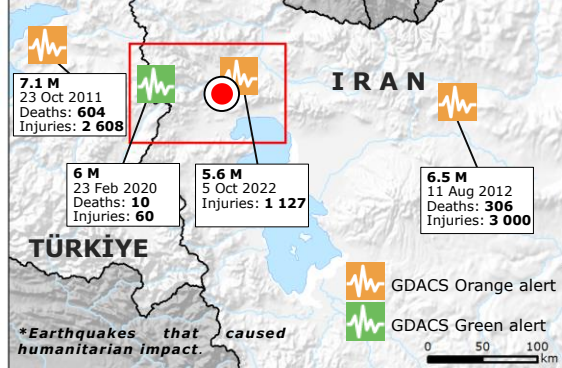 IRAN
7.1 M
23 Oct 2011
Deaths: 604
Injuries: 2 608
6 M
23 Feb 2020
Deaths: 10
Injuries: 60
5.6 M
5 Oct 2022
Injuries: 1 127
6.5 M
11 Aug 2012
Deaths: 306
Injuries: 3 000
TÜRKİYE
GDACS Orange alert
GDACS Green alert
*Earthquakes that caused
humanitarian impact.
0 50 100
km